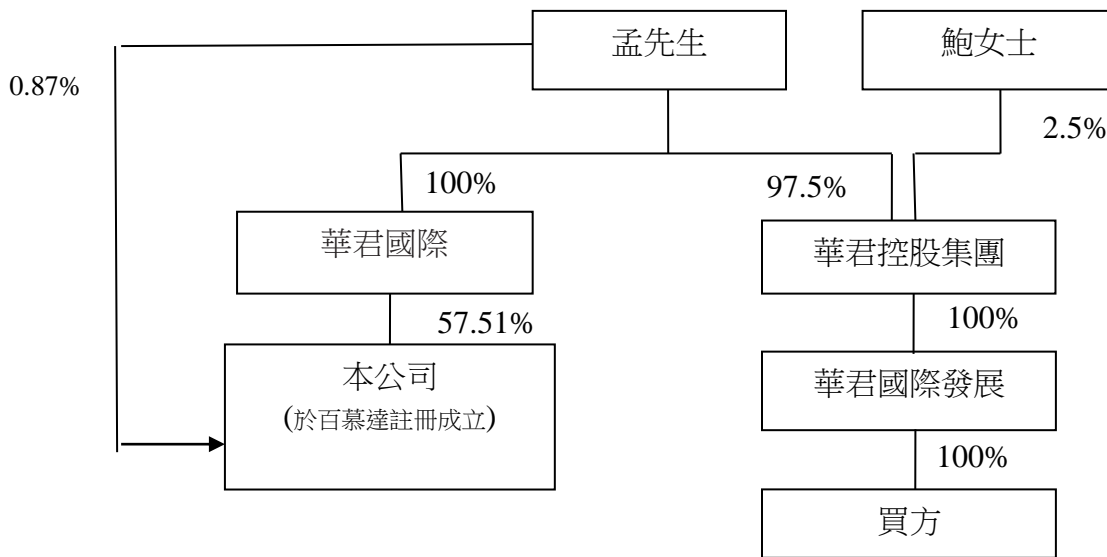 孟先生
鮑女士
0.87%
2.5%
100%
97.5%
華君國際
華君控股集團
57.51%
100%
本公司
(於百慕達註冊成立)
華君國際發展
100%
買方